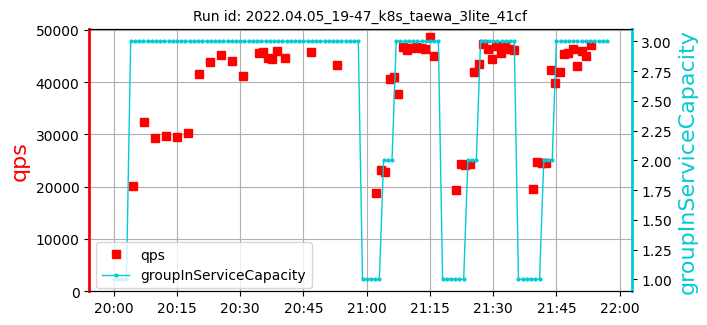 Run id: 2022.04.05_19-47_k8s_taewa_3lite_41cf
50000
40000
30000
20000
10000
0
qps
3.00
2.75
2.50
2.25
2.00
1.75
1.50
1.25
1.00
groupInServiceCapacity
qps
groupInServiceCapacity
20:00 20:15 20:30 20:45 21:00 21:15 21:30 21:45 22:00